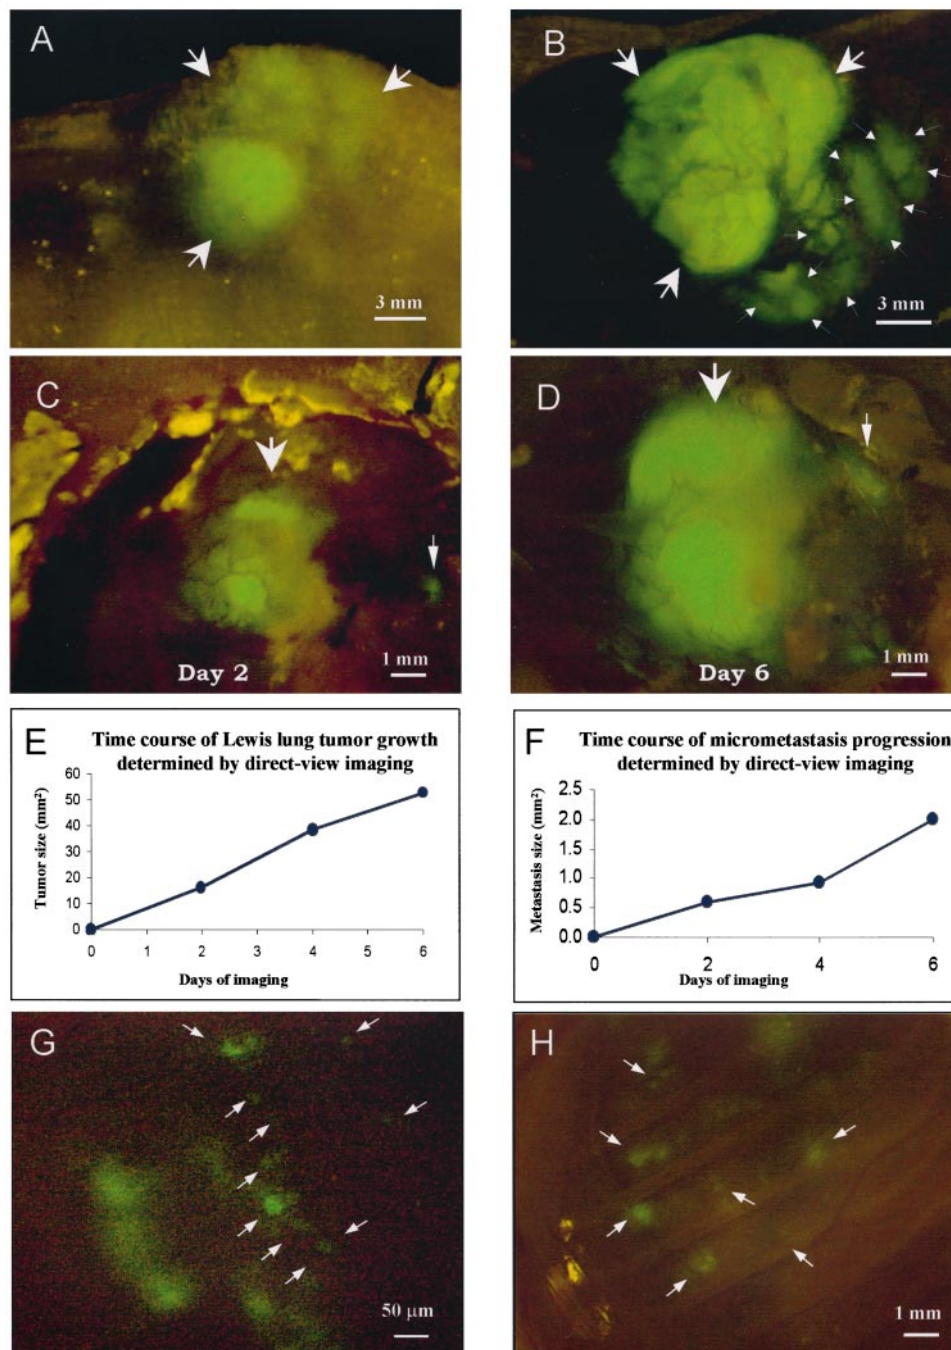 A
3 mm
B
3 mm
C
Day 2
1 mm
D
Day 6
1 mm
E
Time course of Lewis lung tumor growth
determined by direct-view imaging
Tumor size (mm²)
60
50
40
30
20
10
0
0 1 2 3 4 5 6
Days of imaging
F
Time course of micrometastasis progression
determined by direct-view imaging
Metastasis size (mm²)
2.5
2.0
1.5
1.0
0.5
0.0
0 2 4 6
Days of imaging
G
50 μm
H
1 mm